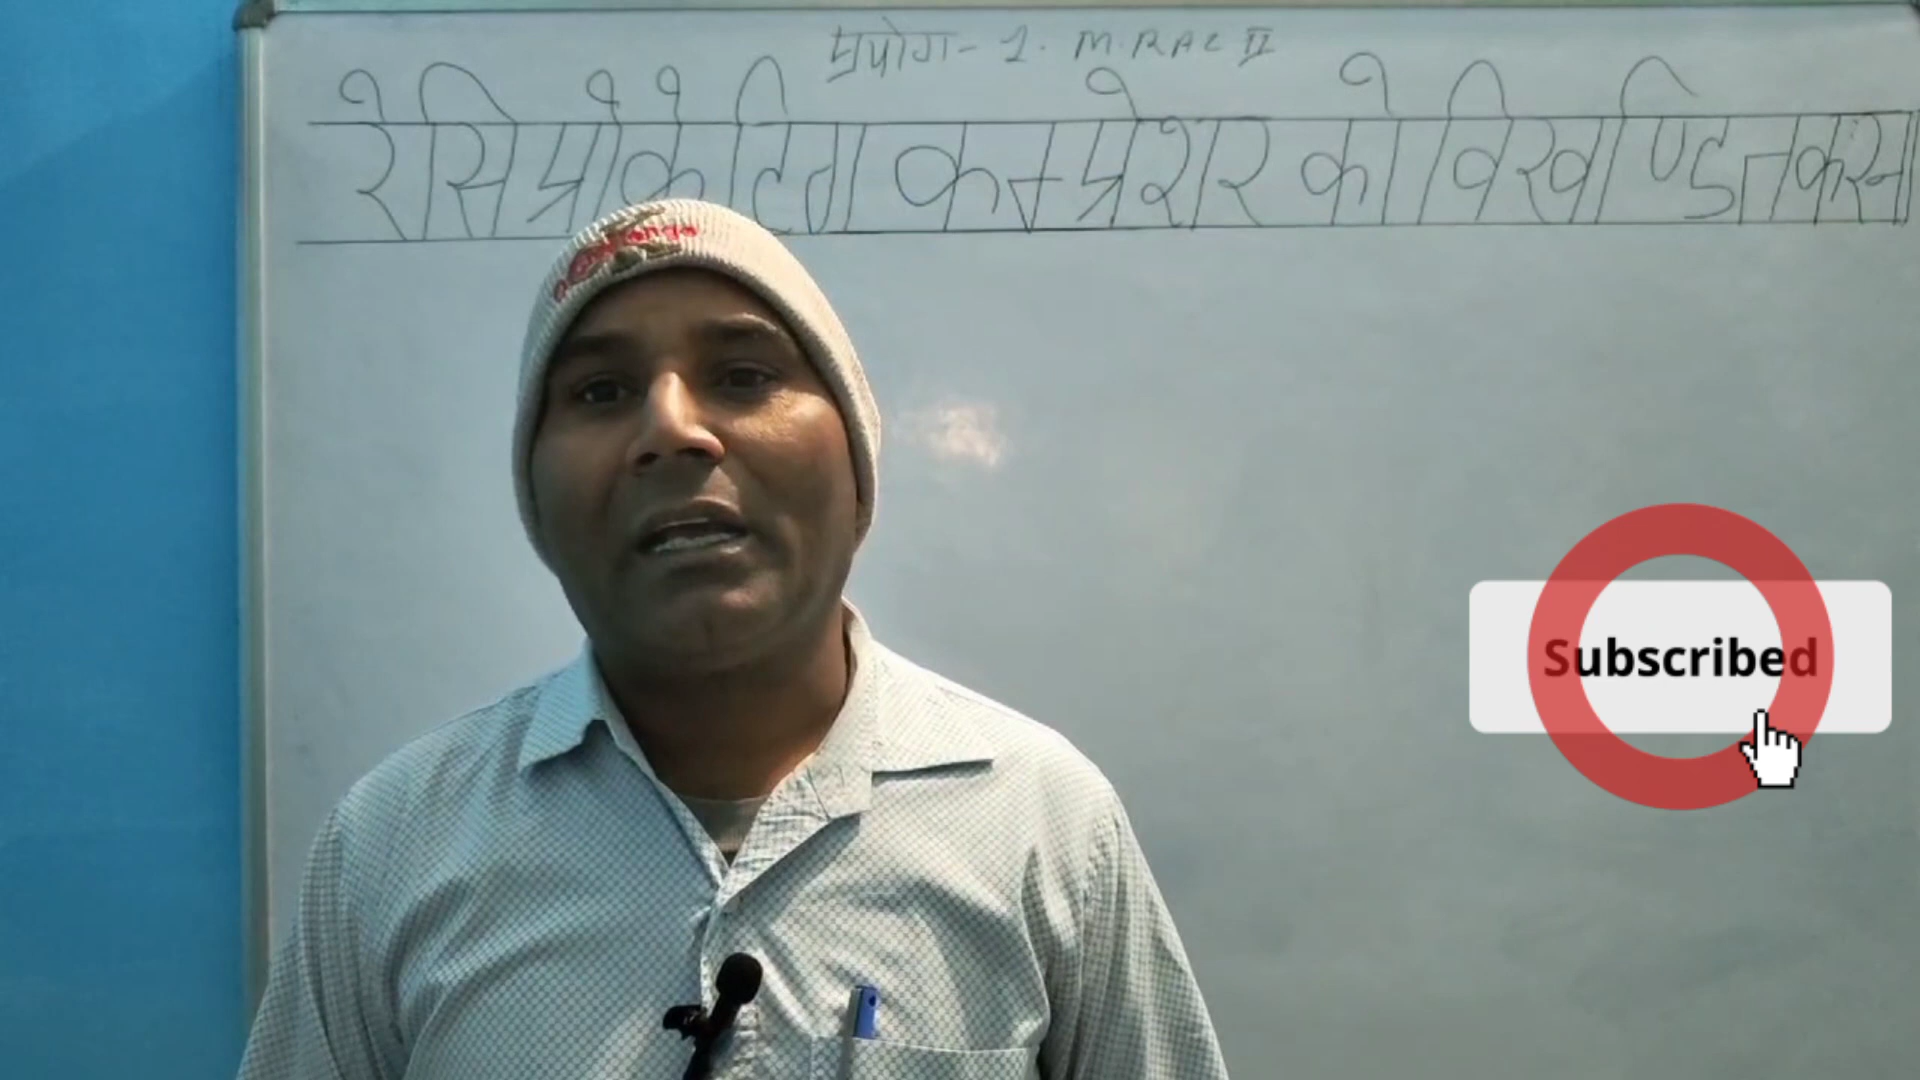 प्रयोग - 1. M.RAC II
रेसिप्रोकेटिंग कम्प्रेशर को विखण्डित करना
Subscribed